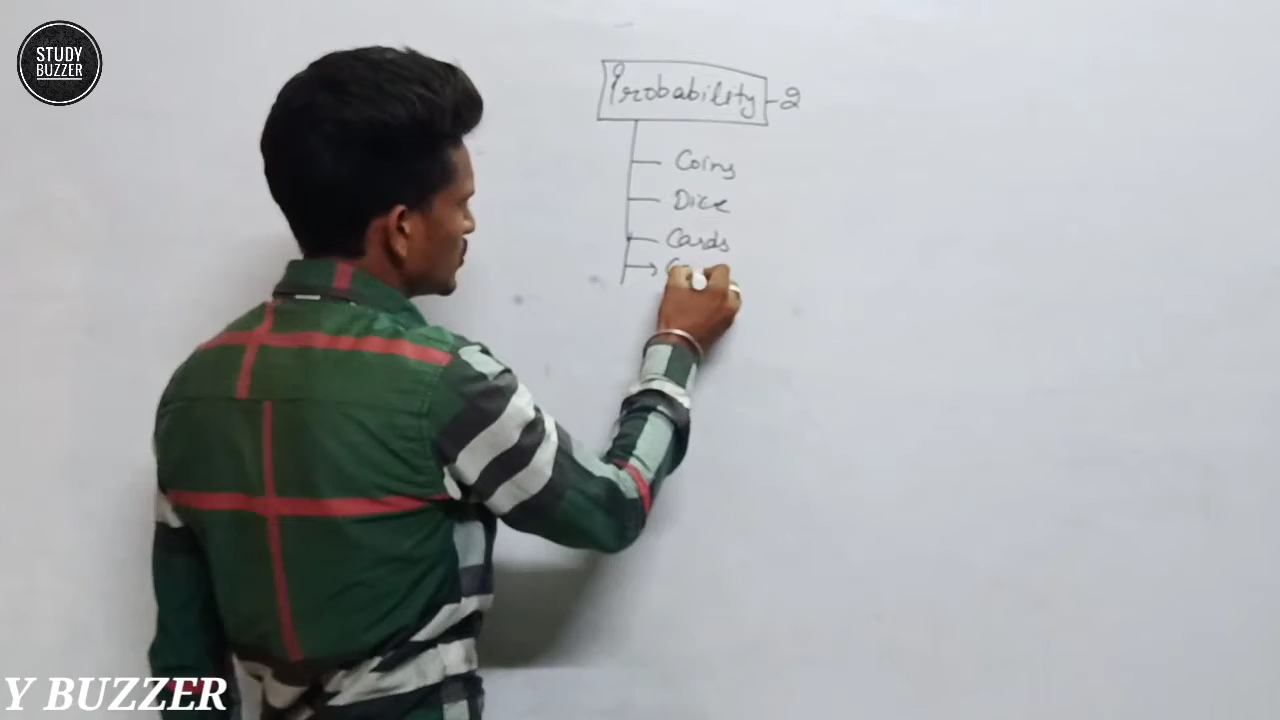 STUDY
BUZZER
Probability - 2
Coins
Dice
Cards
Y BUZZER